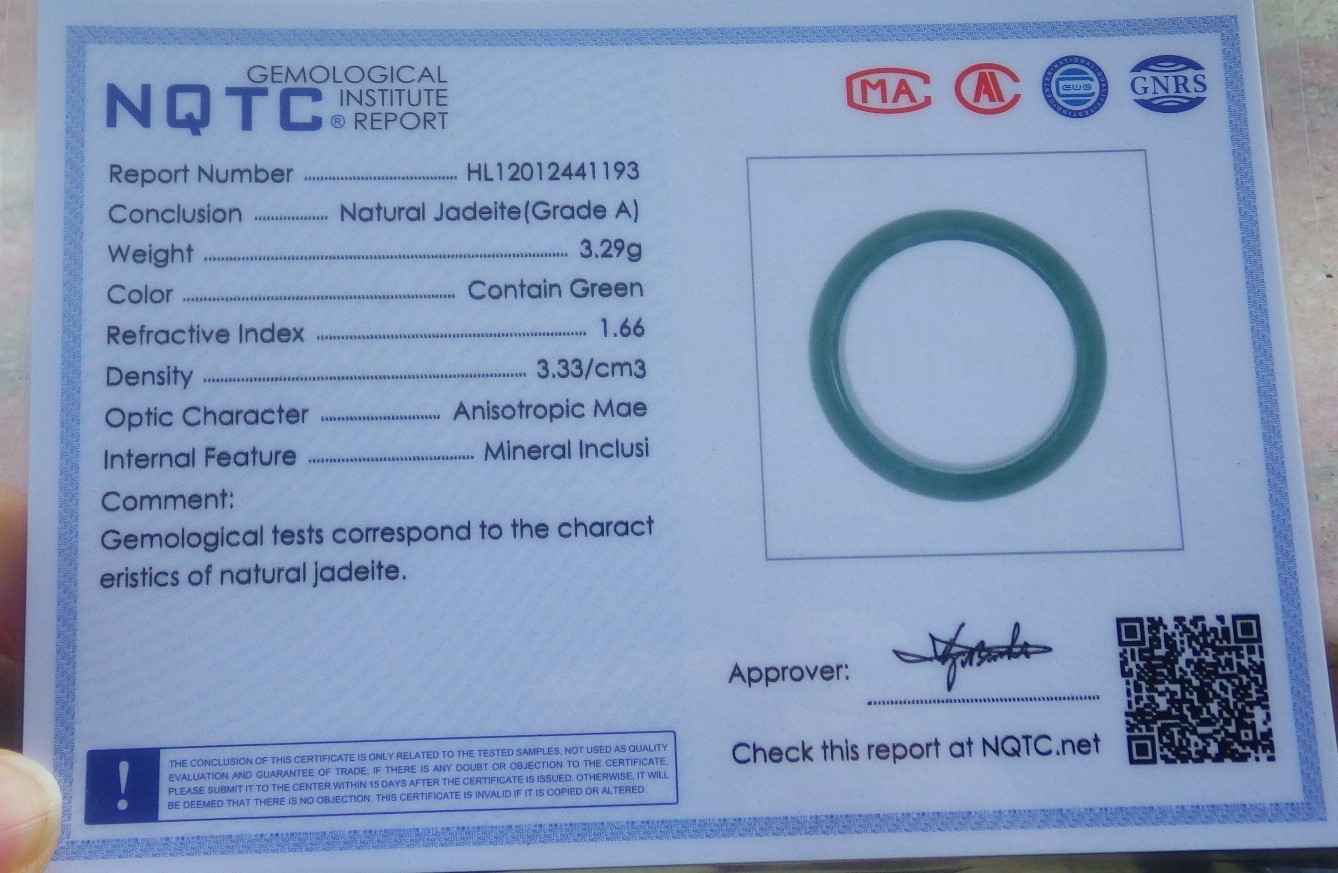 GEMOLOGICAL
NQTC® INSTITUTE
REPORT
CMA
CAL
CWS
GNRS
Report Number ........ HL12012441193
Conclusion ........ Natural Jadeite(Grade A)
Weight ........ 3.29g
Color ........ Contain Green
Refractive Index ........ 1.66
Density ........ 3.33/cm3
Optic Character ........ Anisotropic Mae
Internal Feature ........ Mineral Inclusi
Comment:
Gemological tests correspond to the charact
eristics of natural jadeite.
Approver:
Check this report at NQTC.net
!
THE CONCLUSION OF THIS CERTIFICATE IS ONLY RELATED TO THE TESTED SAMPLES, NOT USED AS QUALITY
EVALUATION AND GUARANTEE OF TRADE; IF THERE IS ANY DOUBT OR OBJECTION TO THE CERTIFICATE,
PLEASE SUBMIT IT TO THE CENTER WITHIN 15 DAYS AFTER THE CERTIFICATE IS ISSUED. OTHERWISE, IT WILL
BE DEEMED THAT THERE IS NO OBJECTION. THIS CERTIFICATE IS INVALID IF IT IS COPIED OR ALTERED.